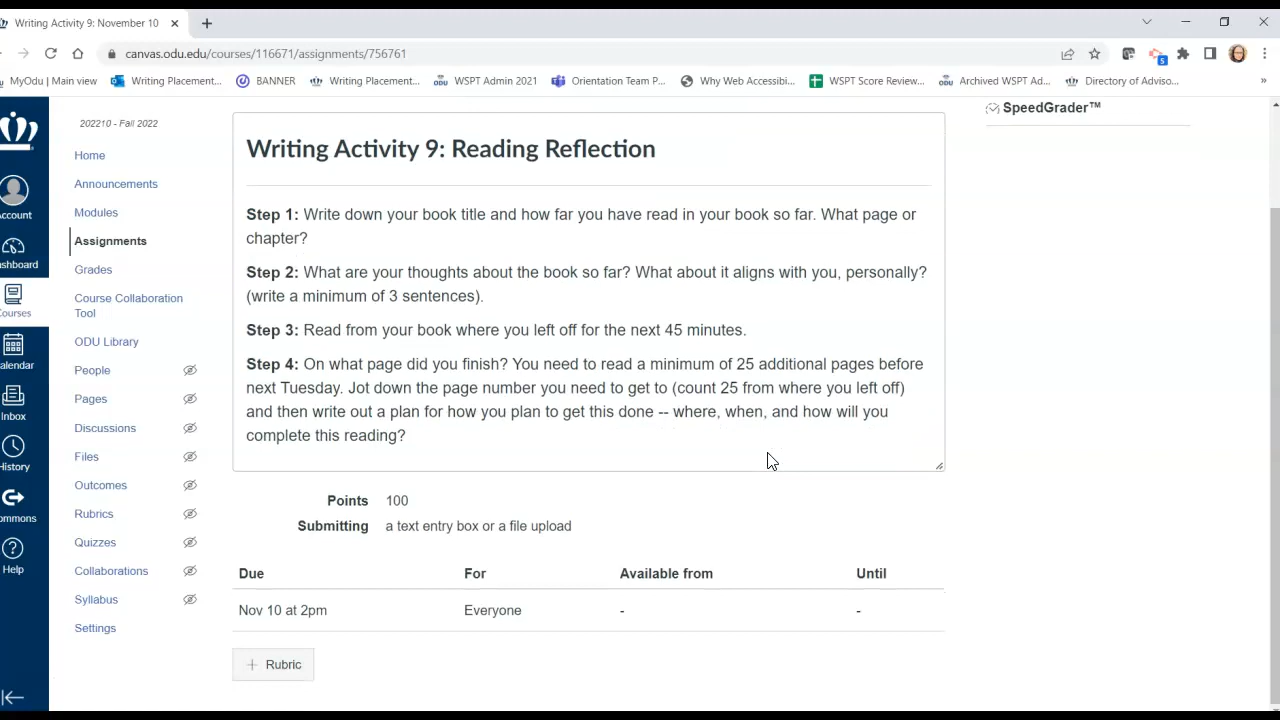 Writing Activity 9: November 10
canvas.odu.edu/courses/116671/assignments/756761
5
MyOdu | Main view
Writing Placement...
BANNER
Writing Placement...
WSPT Admin 2021
Orientation Team P...
Why Web Accessibi...
WSPT Score Review...
Archived WSPT Ad...
Directory of Adviso...
»
Account
ashboard
Courses
alendar
Inbox
History
ommons
Help
202210 - Fall 2022
Home
Announcements
Modules
Assignments
Grades
Course Collaboration
Tool
ODU Library
People
Pages
Discussions
Files
Outcomes
Rubrics
Quizzes
Collaborations
Syllabus
Settings
Writing Activity 9: Reading Reflection
Step 1: Write down your book title and how far you have read in your book so far. What page or
chapter?
Step 2: What are your thoughts about the book so far? What about it aligns with you, personally?
(write a minimum of 3 sentences).
Step 3: Read from your book where you left off for the next 45 minutes.
Step 4: On what page did you finish? You need to read a minimum of 25 additional pages before
next Tuesday. Jot down the page number you need to get to (count 25 from where you left off)
and then write out a plan for how you plan to get this done -- where, when, and how will you
complete this reading?
Points 100
Submitting a text entry box or a file upload
Due For Available from Until
Nov 10 at 2pm Everyone - -
+ Rubric
SpeedGrader™